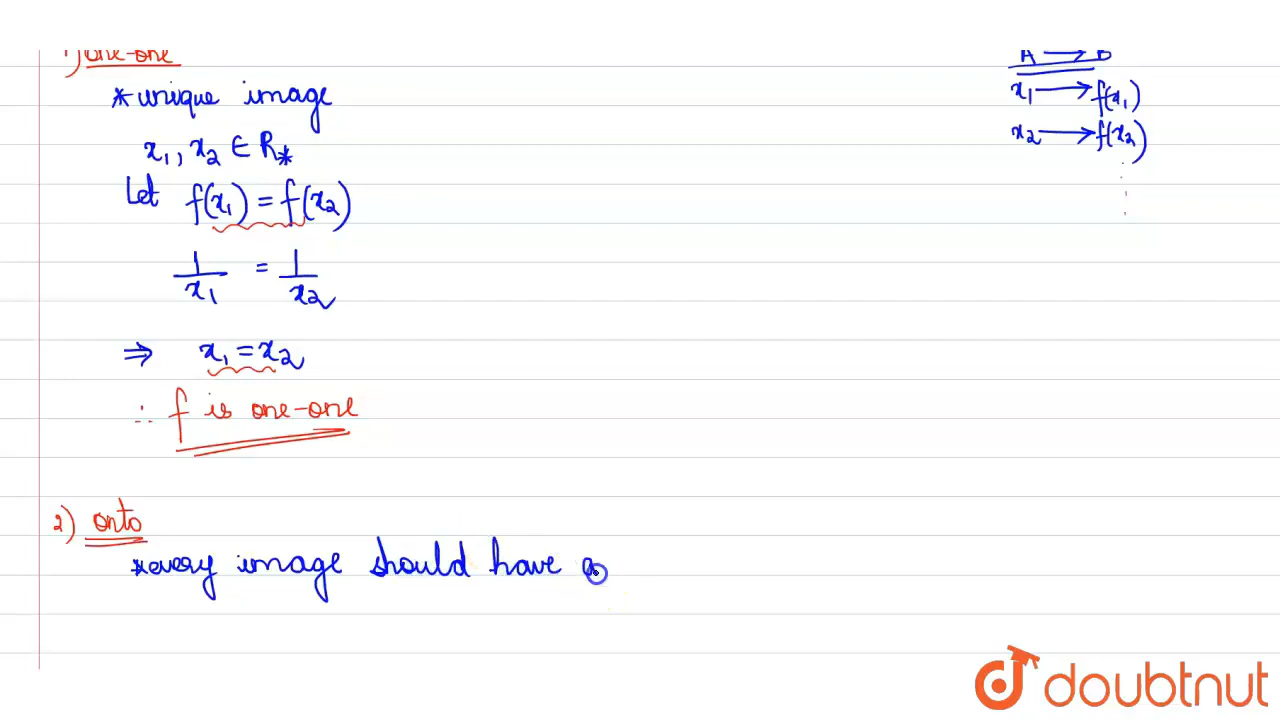 1) one-one
* unique image
x₁, x₂ ∈ R*
Let f(x₁) = f(x₂)
1/x₁ = 1/x₂
⇒ x₁ = x₂
∴ f is one-one
2) onto
* every image should have a
A → B
x₁ → f(x₁)
x₂ → f(x₂)
doubtnut